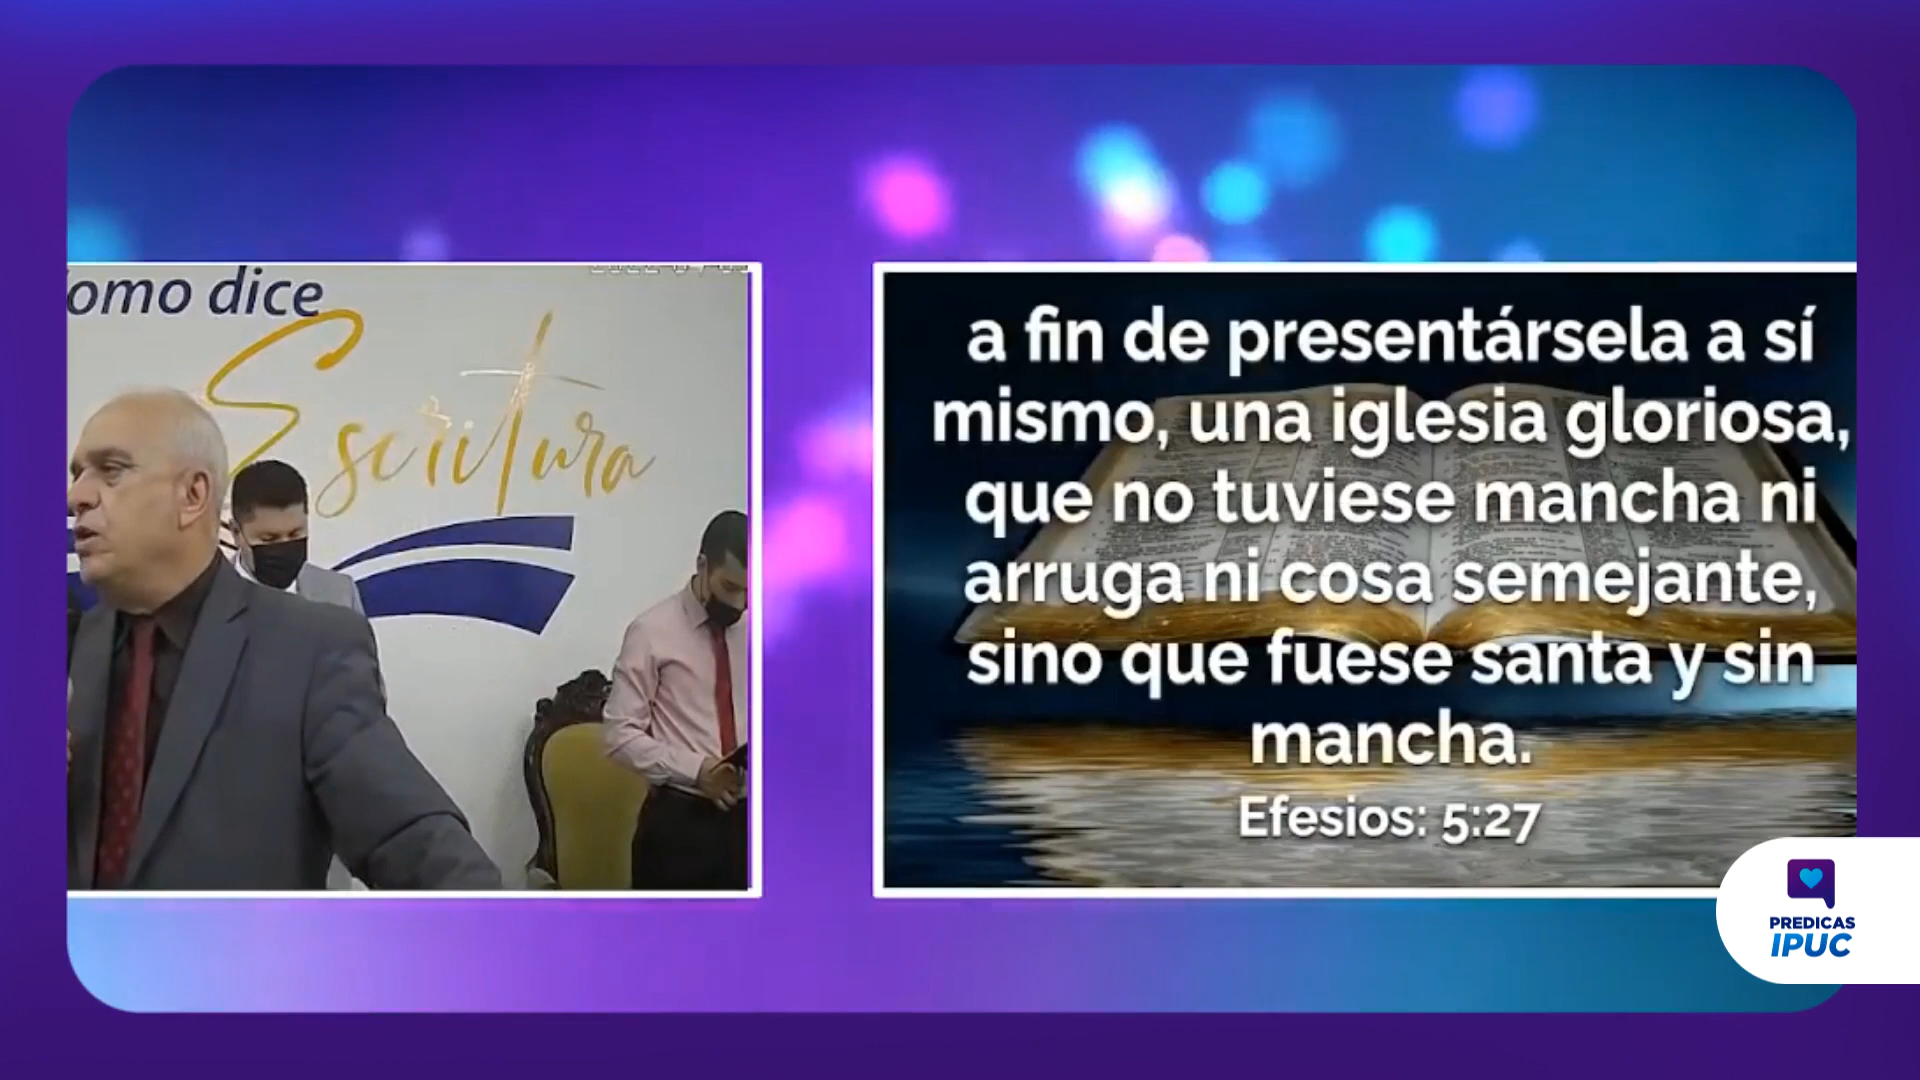 omo dice
Escritura
a fin de presentársela a sí
mismo, una iglesia gloriosa,
que no tuviese mancha ni
arruga ni cosa semejante,
sino que fuese santa y sin
mancha.
Efesios: 5:27
PREDICAS
IPUC